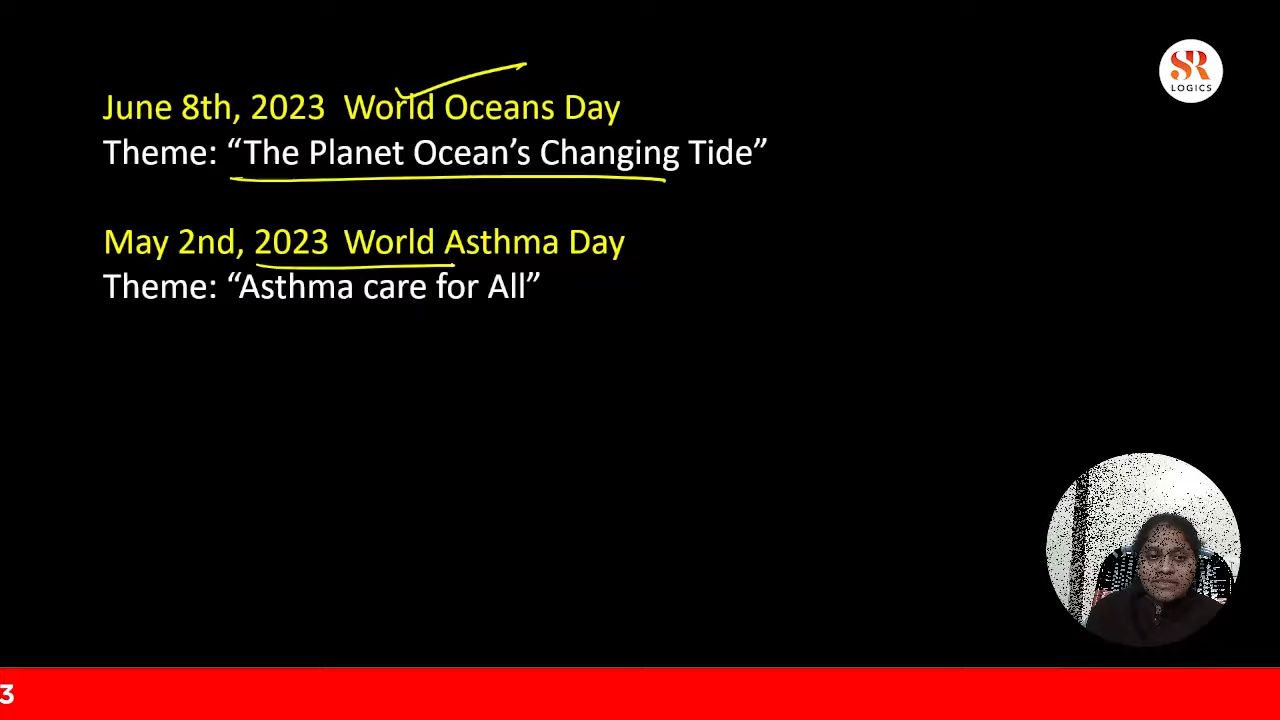 SR
LOGICS
June 8th, 2023 World Oceans Day
Theme: “The Planet Ocean’s Changing Tide”
May 2nd, 2023 World Asthma Day
Theme: “Asthma care for All”
3